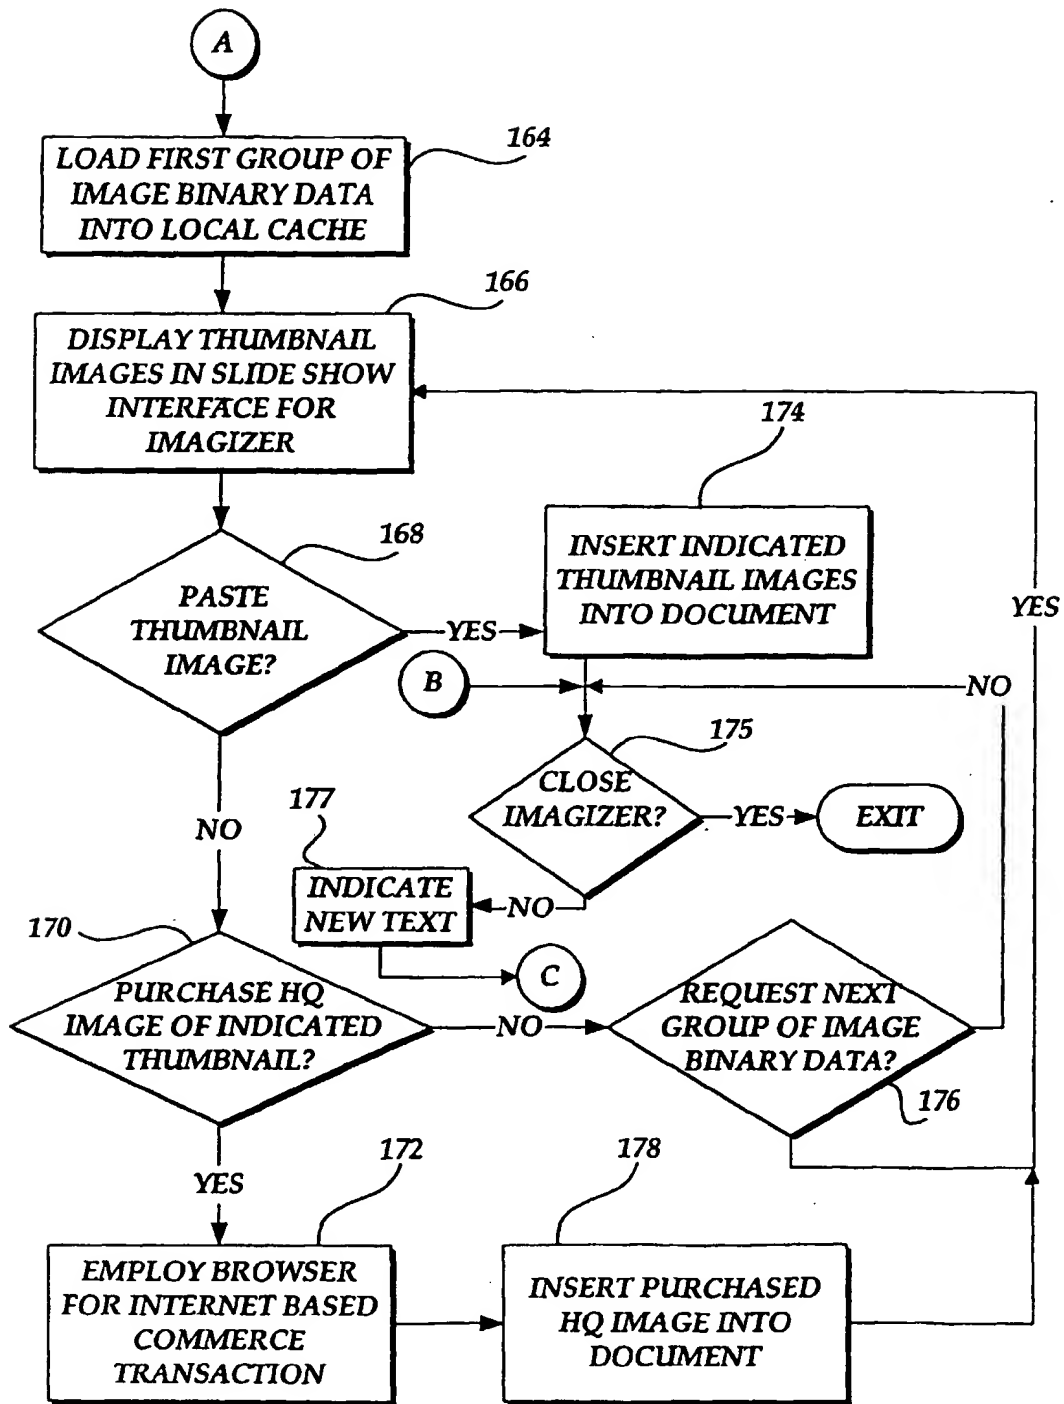 A
164
LOAD FIRST GROUP OF
IMAGE BINARY DATA
INTO LOCAL CACHE
166
DISPLAY THUMBNAIL
IMAGES IN SLIDE SHOW
INTERFACE FOR
IMAGIZER
174
168
INSERT INDICATED
THUMBNAIL IMAGES
INTO DOCUMENT
PASTE
THUMBNAIL
IMAGE?
YES
YES
B
NO
175
CLOSE
IMAGIZER?
YES
EXIT
177
NO
INDICATE
NEW TEXT
NO
170
C
PURCHASE HQ
IMAGE OF INDICATED
THUMBNAIL?
NO
REQUEST NEXT
GROUP OF IMAGE
BINARY DATA?
176
172
178
YES
EMPLOY BROWSER
FOR INTERNET BASED
COMMERCE
TRANSACTION
INSERT PURCHASED
HQ IMAGE INTO
DOCUMENT